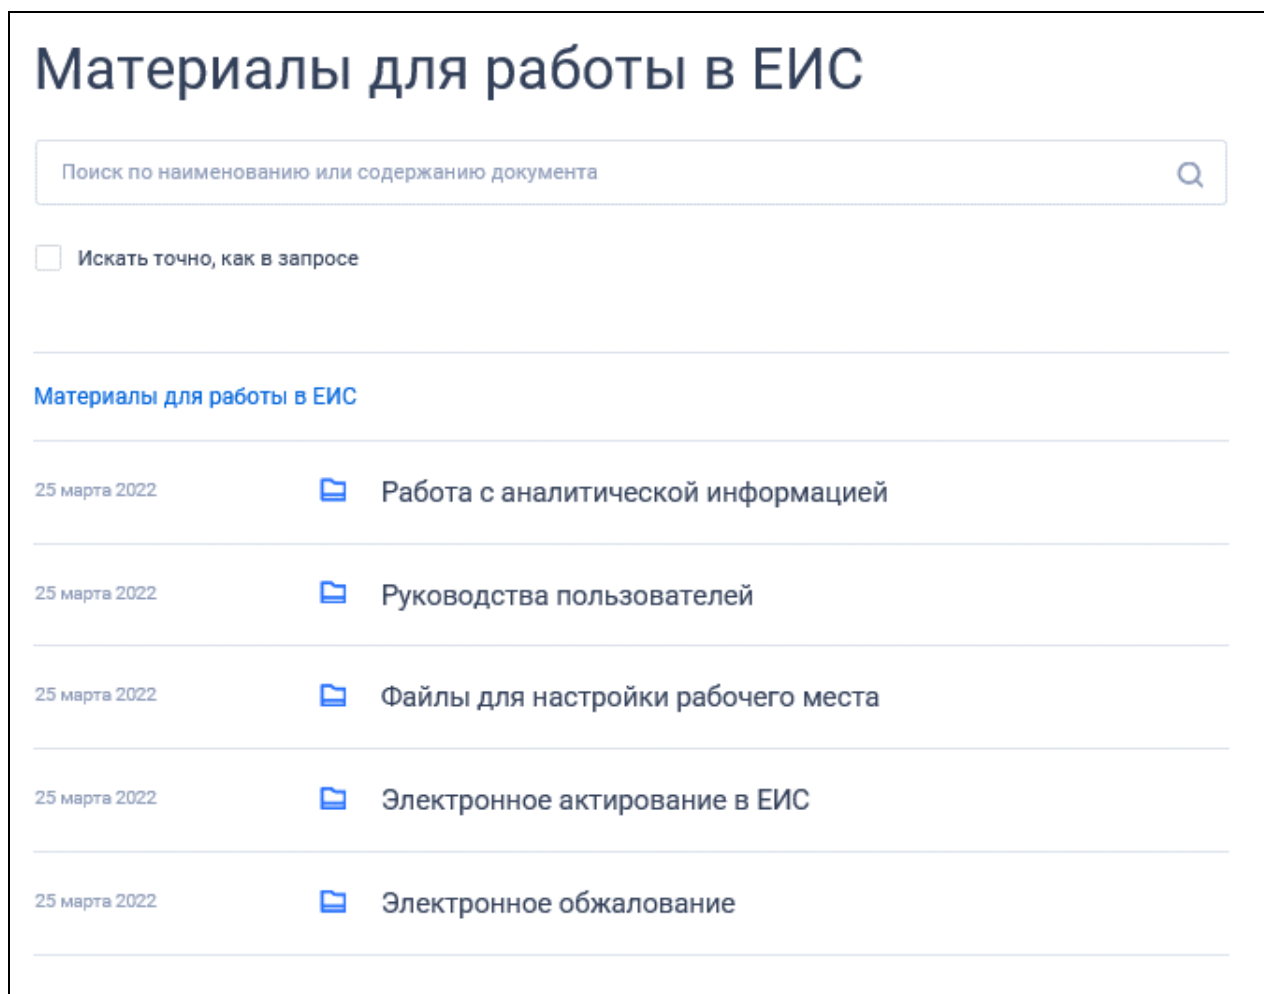 Материалы для работы в ЕИС
Поиск по наименованию или содержанию документа
Искать точно, как в запросе
Материалы для работы в ЕИС
25 марта 2022 Работа с аналитической информацией
25 марта 2022 Руководства пользователей
25 марта 2022 Файлы для настройки рабочего места
25 марта 2022 Электронное актирование в ЕИС
25 марта 2022 Электронное обжалование